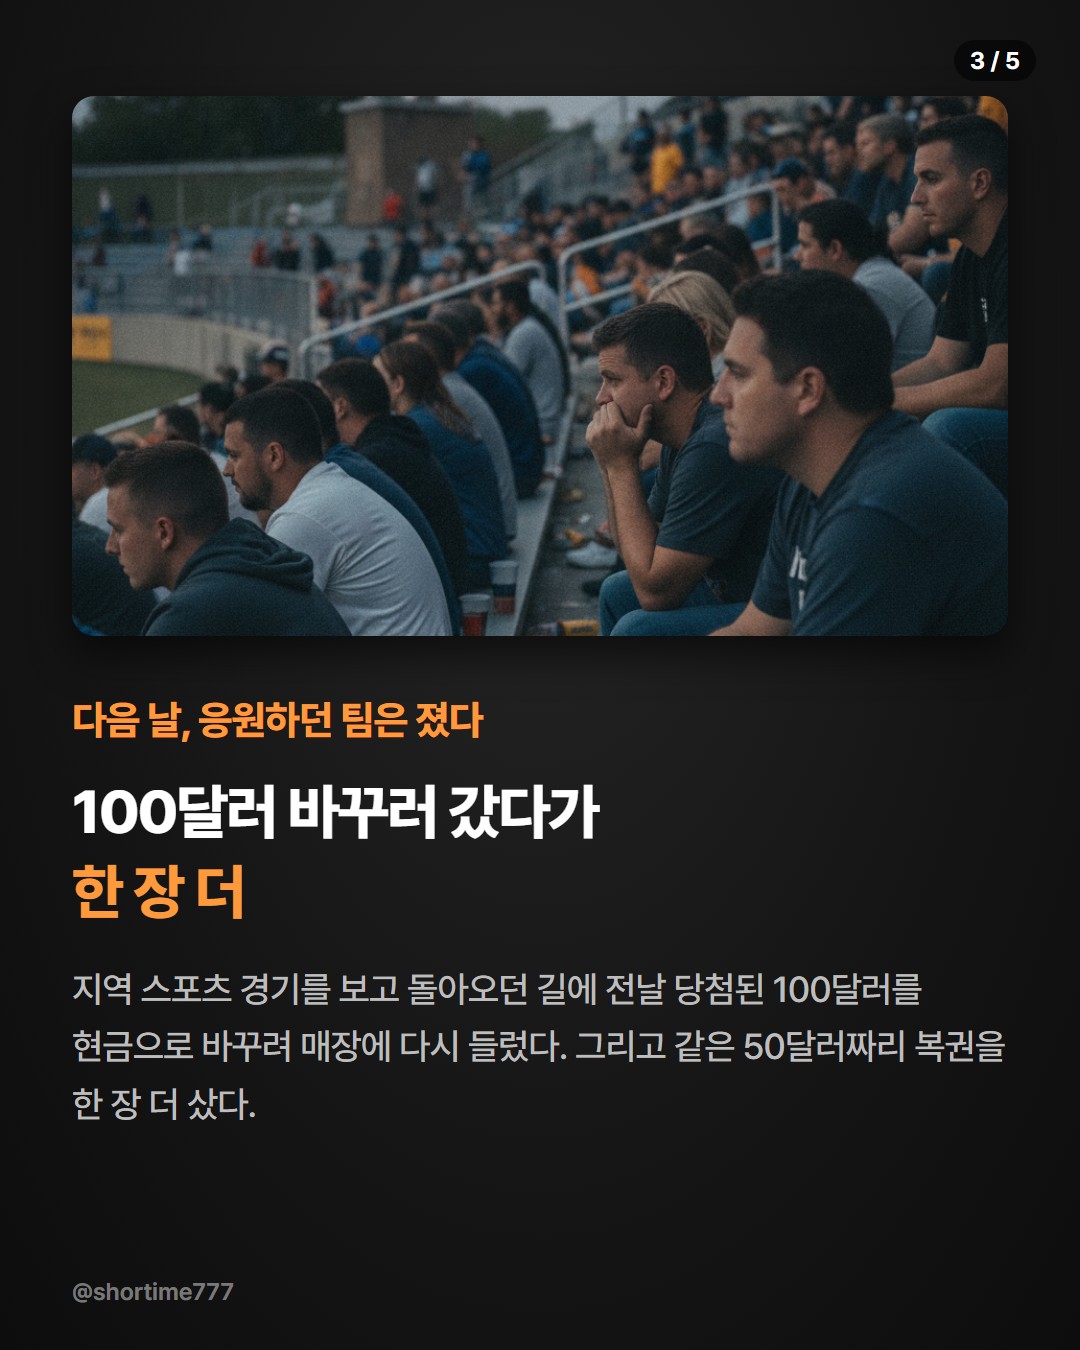 3 / 5
다음 날, 응원하던 팀은 졌다
100달러 바꾸러 갔다가
한 장 더
지역 스포츠 경기를 보고 돌아오던 길에 전날 당첨된 100달러를
현금으로 바꾸려 매장에 다시 들렀다. 그리고 같은 50달러짜리 복권을
한 장 더 샀다.
@shortime777